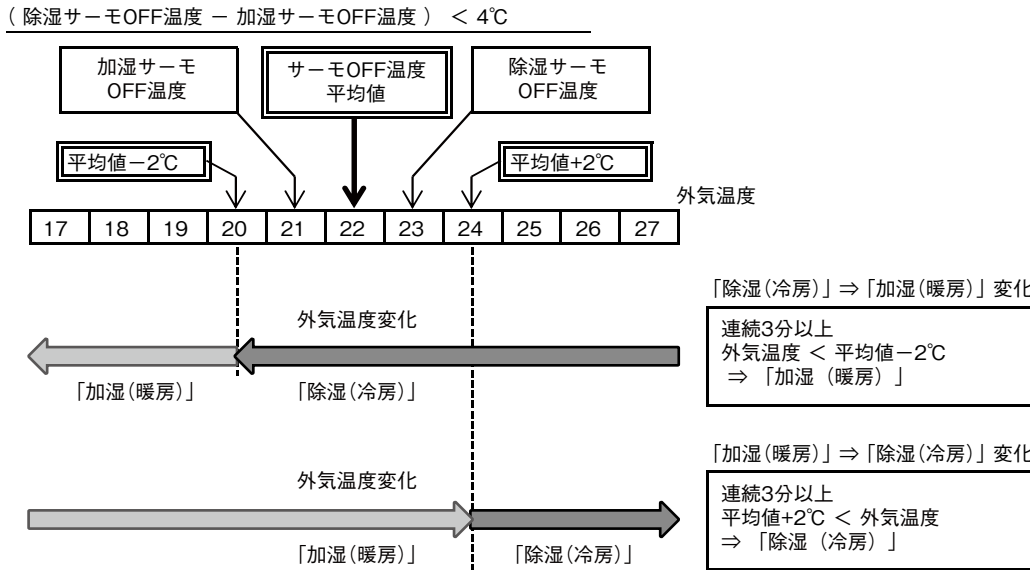 ( 除湿サーモOFF温度 － 加湿サーモOFF温度 ) ＜ 4℃
加湿サーモ
OFF温度
サーモOFF温度
平均値
除湿サーモ
OFF温度
平均値－2℃
平均値+2℃
外気温度
17 18 19 20 21 22 23 24 25 26 27
外気温度変化
「加湿(暖房)」
「除湿(冷房)」
「除湿(冷房)」⇒「加湿(暖房)」変化
連続3分以上
外気温度 ＜ 平均値－2℃
⇒ 「加湿（暖房）」
外気温度変化
「加湿(暖房)」
「除湿(冷房)」
「加湿(暖房)」⇒「除湿(冷房)」変化
連続3分以上
平均値+2℃ ＜ 外気温度
⇒ 「除湿（冷房）」